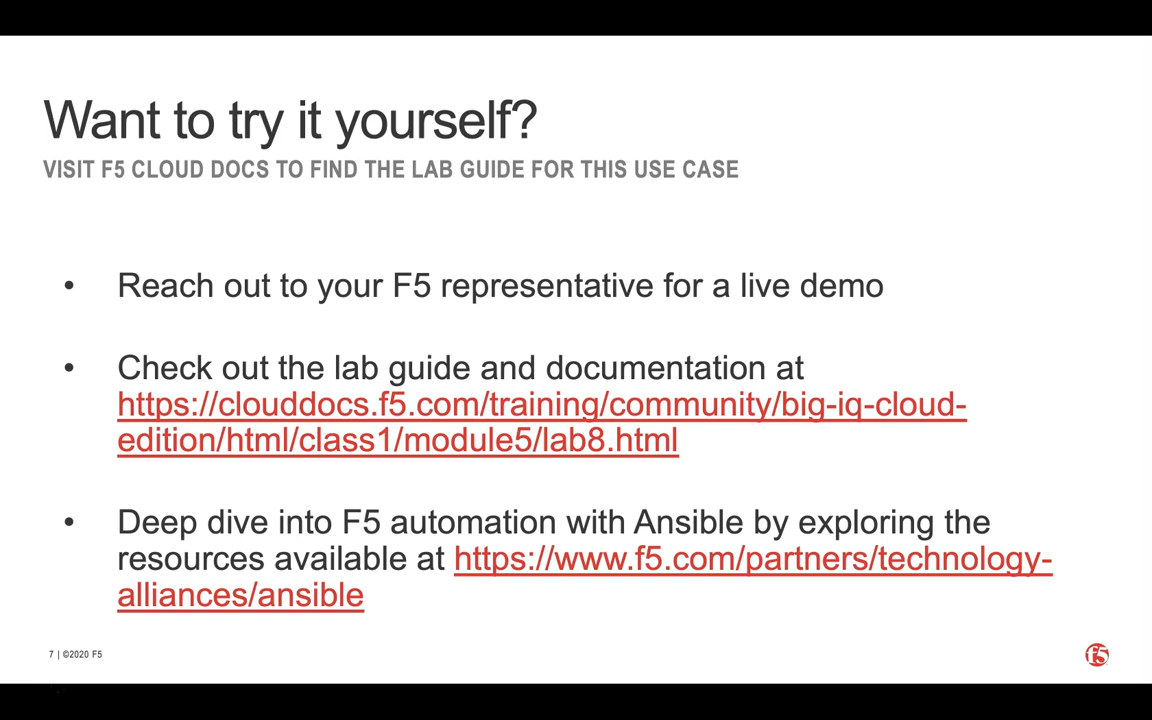 Want to try it yourself?
VISIT F5 CLOUD DOCS TO FIND THE LAB GUIDE FOR THIS USE CASE
• Reach out to your F5 representative for a live demo
• Check out the lab guide and documentation at
https://clouddocs.f5.com/training/community/big-iq-cloud-
edition/html/class1/module5/lab8.html
• Deep dive into F5 automation with Ansible by exploring the
resources available at https://www.f5.com/partners/technology-
alliances/ansible
7 | ©2020 F5
f5